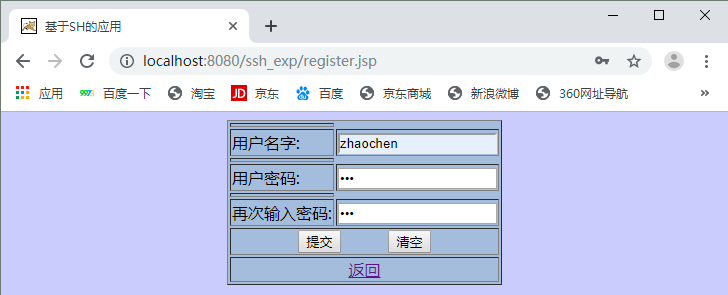 基于SH的应用
localhost:8080/ssh_exp/register.jsp
应用 百度一下 淘宝 JD 京东 百度 京东商城 新浪微博 360网址导航 »
用户名字: zhaochen
用户密码: •••
再次输入密码: •••
提交 清空
返回